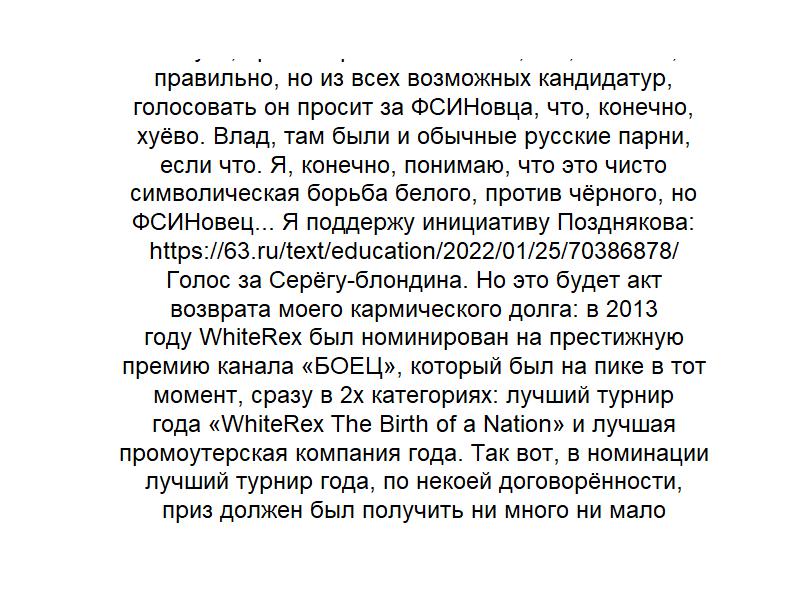 правильно, но из всех возможных кандидатур,
голосовать он просит за ФСИНовца, что, конечно,
хуёво. Влад, там были и обычные русские парни,
если что. Я, конечно, понимаю, что это чисто
символическая борьба белого, против чёрного, но
ФСИНовец... Я поддержу инициативу Позднякова:
https://63.ru/text/education/2022/01/25/70386878/
Голос за Серёгу-блондина. Но это будет акт
возврата моего кармического долга: в 2013
году WhiteRex был номинирован на престижную
премию канала «БОЕЦ», который был на пике в тот
момент, сразу в 2х категориях: лучший турнир
года «WhiteRex The Birth of a Nation» и лучшая
промоутерская компания года. Так вот, в номинации
лучший турнир года, по некоей договорённости,
приз должен был получить ни много ни мало